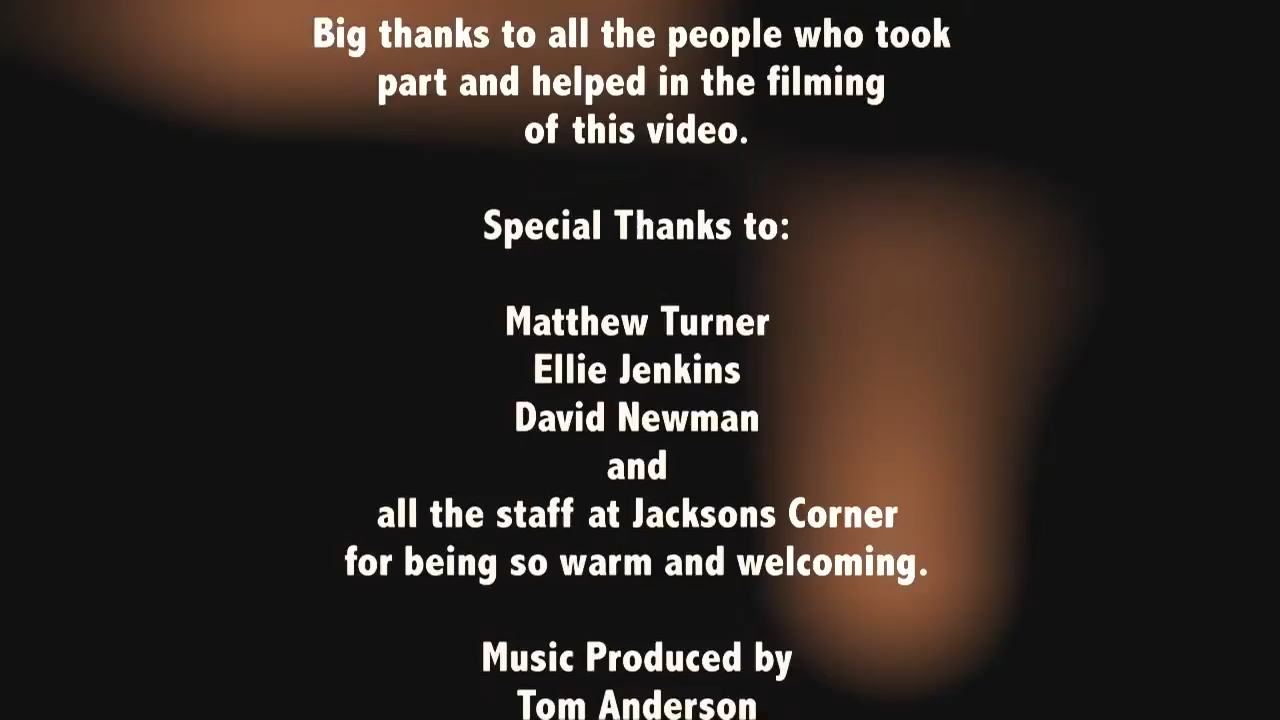 Big thanks to all the people who took
part and helped in the filming
of this video.
Special Thanks to:
Matthew Turner
Ellie Jenkins
David Newman
and
all the staff at Jacksons Corner
for being so warm and welcoming.
Music Produced by
Tom Anderson